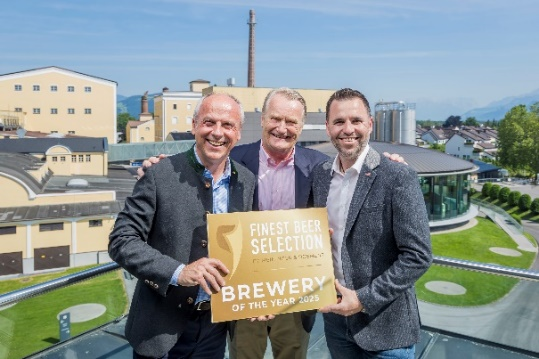 FINEST BEER
SELECTION
BREWERY
OF THE YEAR 2025